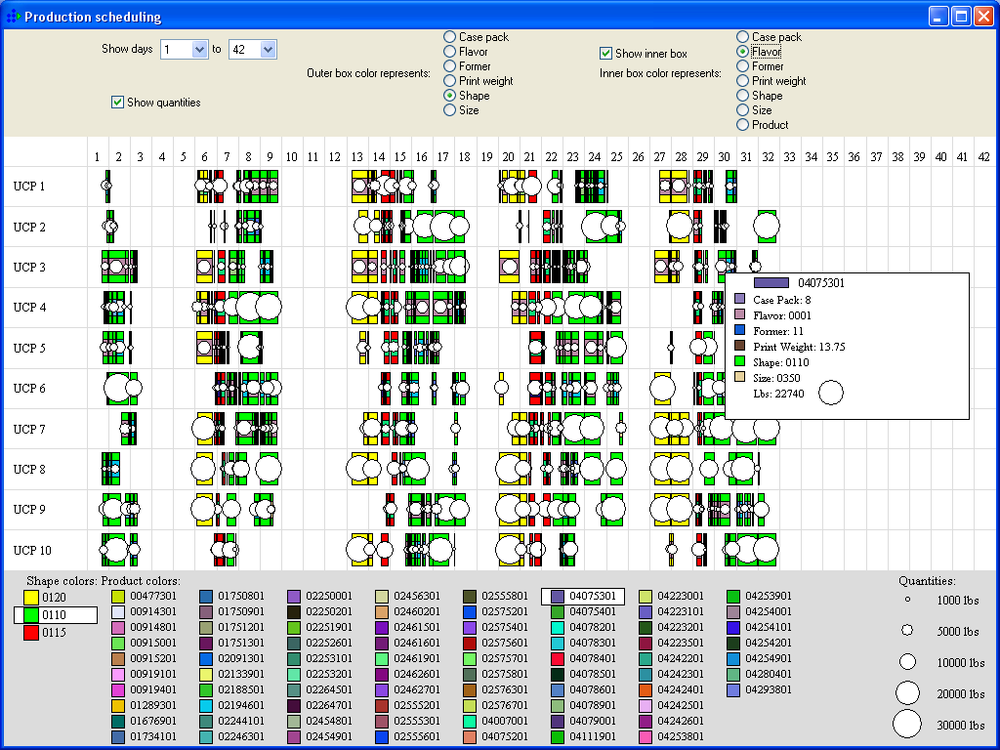 Production scheduling
Show days 1 to 42
Show quantities
Outer box color represents:
Case pack
Flavor
Former
Print weight
Shape
Size
Show inner box
Inner box color represents:
Case pack
Flavor
Former
Print weight
Shape
Size
Product
1 2 3 4 5 6 7 8 9 10 11 12 13 14 15 16 17 18 19 20 21 22 23 24 25 26 27 28 29 30 31 32 33 34 35 36 37 38 39 40 41 42
UCP 1
UCP 2
UCP 3
UCP 4
UCP 5
UCP 6
UCP 7
UCP 8
UCP 9
UCP 10
04075301
Case Pack: 8
Flavor: 0001
Former: 11
Print Weight: 13.75
Shape: 0110
Size: 0350
Lbs: 22740
Shape colors:
0120
0110
0115
Product colors:
00477301
00914301
00914801
00915001
00915201
00919101
00919401
01289301
01676901
01734101
01750801
01750901
01751201
01751301
02091301
02133901
02188501
02194601
02244101
02246301
02250001
02250201
02251901
02252601
02253101
02253201
02264501
02264701
02454801
02454901
02456301
02460201
02461501
02461601
02461901
02462601
02462701
02555201
02555301
02555601
02555801
02575201
02575401
02575601
02575701
02575801
02576301
02576701
04007001
04075201
04075301
04075401
04078201
04078301
04078401
04078501
04078601
04078901
04079001
04111901
04223001
04223101
04223201
04223501
04242201
04242301
04242401
04242501
04242601
04253801
04253901
04254001
04254101
04254201
04254901
04280401
04293801
Quantities:
1000 lbs
5000 lbs
10000 lbs
20000 lbs
30000 lbs